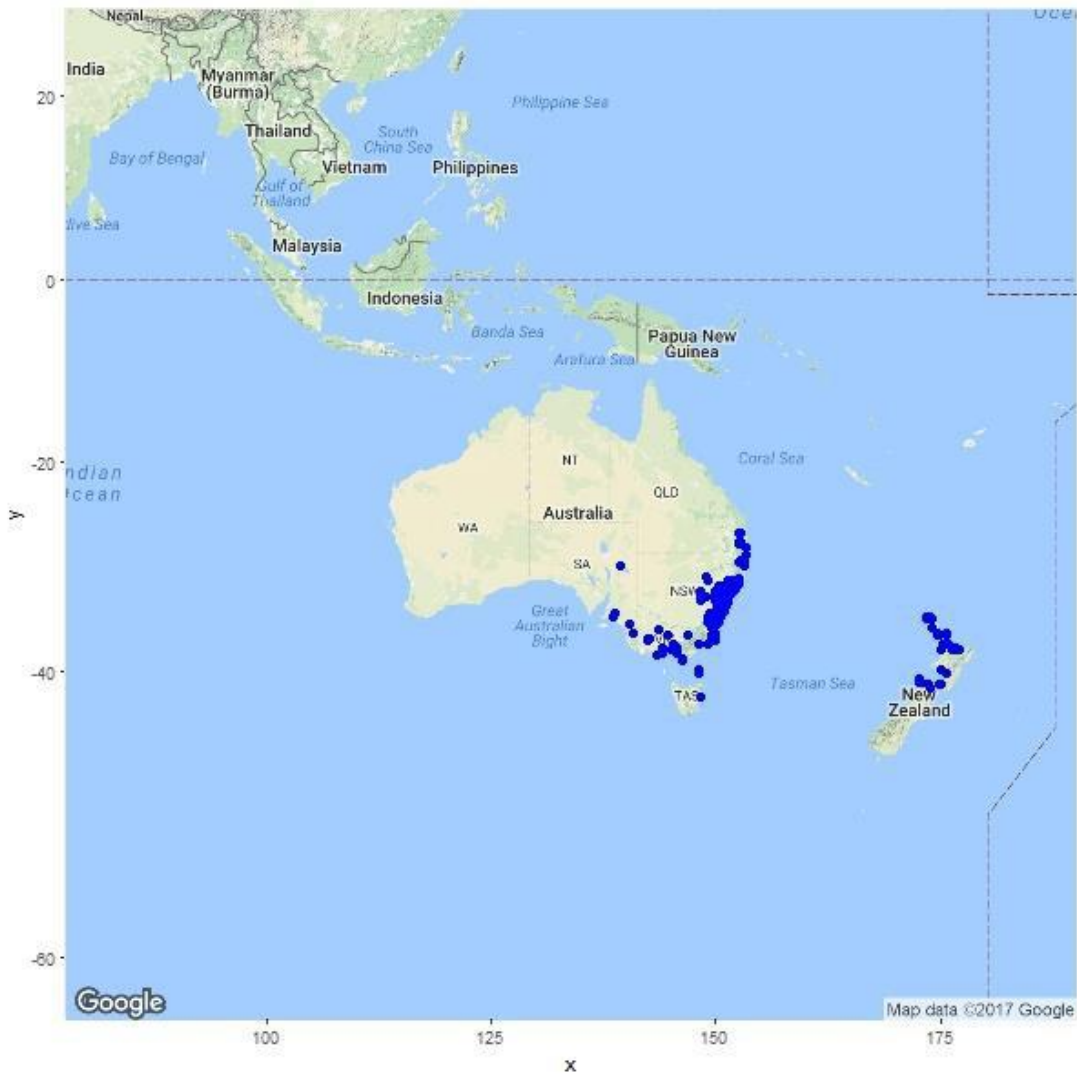 Nepal
Ocea
India
Myanmar
(Burma)
20
Philippine Sea
Thailand
South
China Sea
Bay of Bengal
Vietnam
Philippines
Gulf of
Thailand
Malaysia
0
Indonesia
Banda Sea
Papua New
Guinea
Arafura Sea
-20
NT
Coral Sea
ndian
cean
QLD
y
WA
Australia
SA
NSW
Great
Australian
Bight
-40
TAS
Tasman Sea
New
Zealand
-60
Google
Map data ©2017 Google
100
125
150
175
x